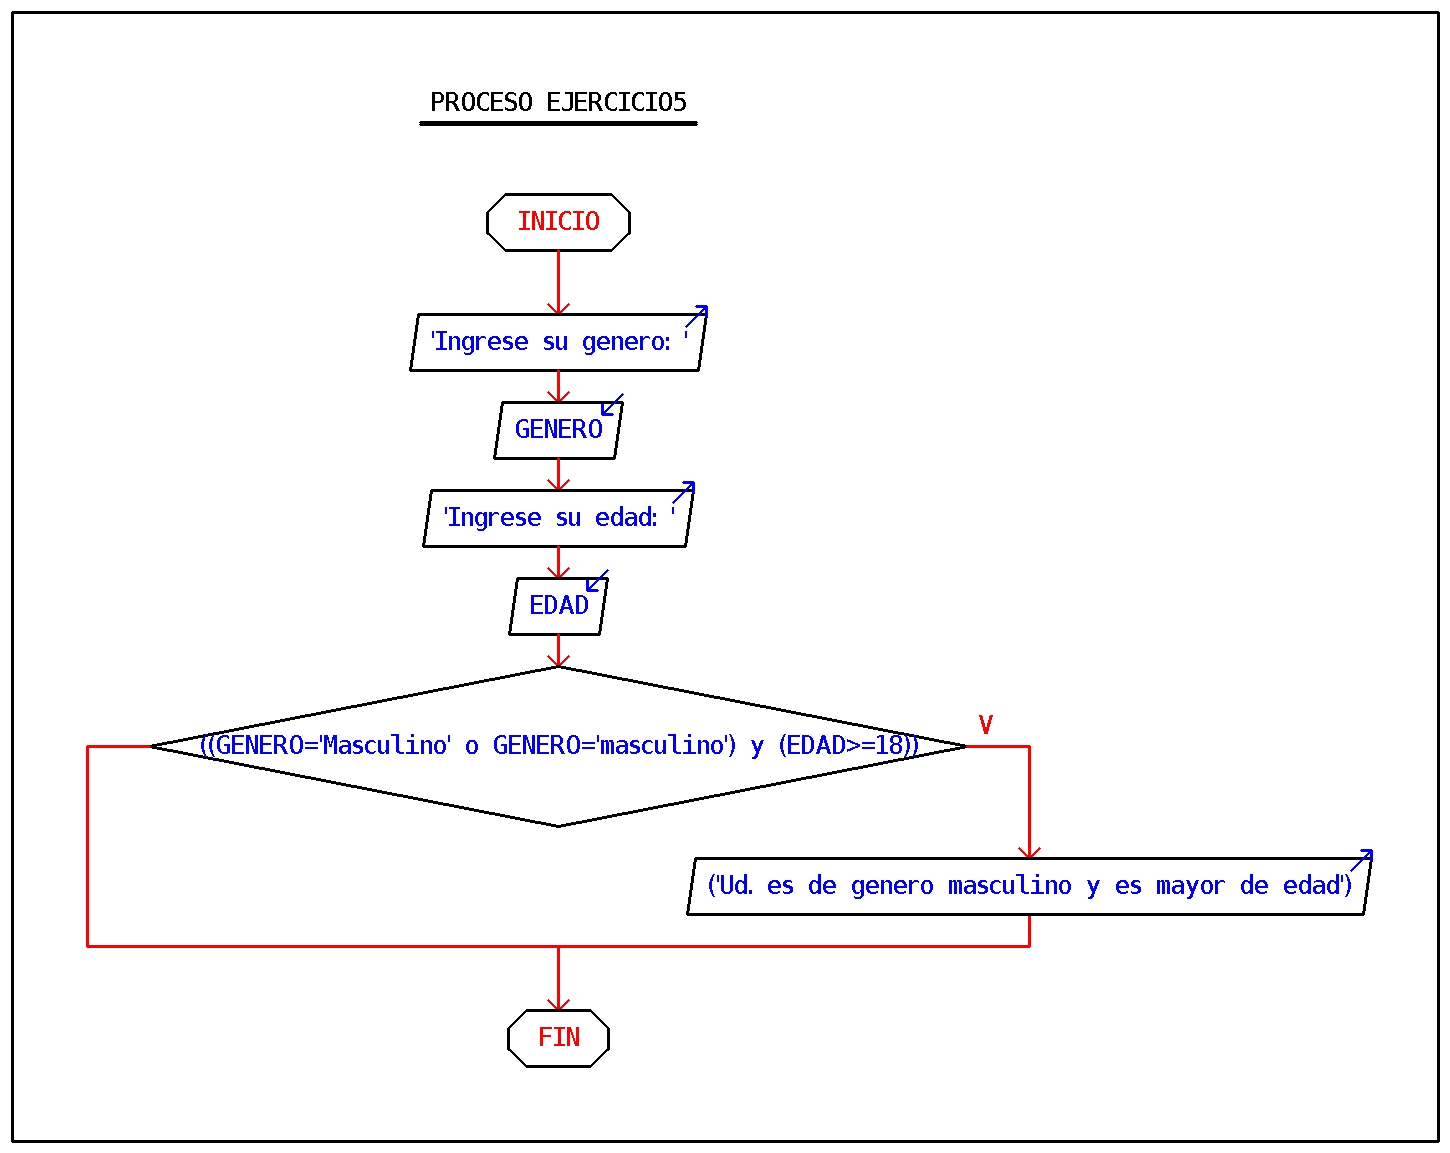 PROCESO EJERCICIO5
INICIO
'Ingrese su genero: '
GENERO
'Ingrese su edad: '
EDAD
((GENERO='Masculino' o GENERO='masculino') y (EDAD>=18))
V
('Ud. es de genero masculino y es mayor de edad')
FIN